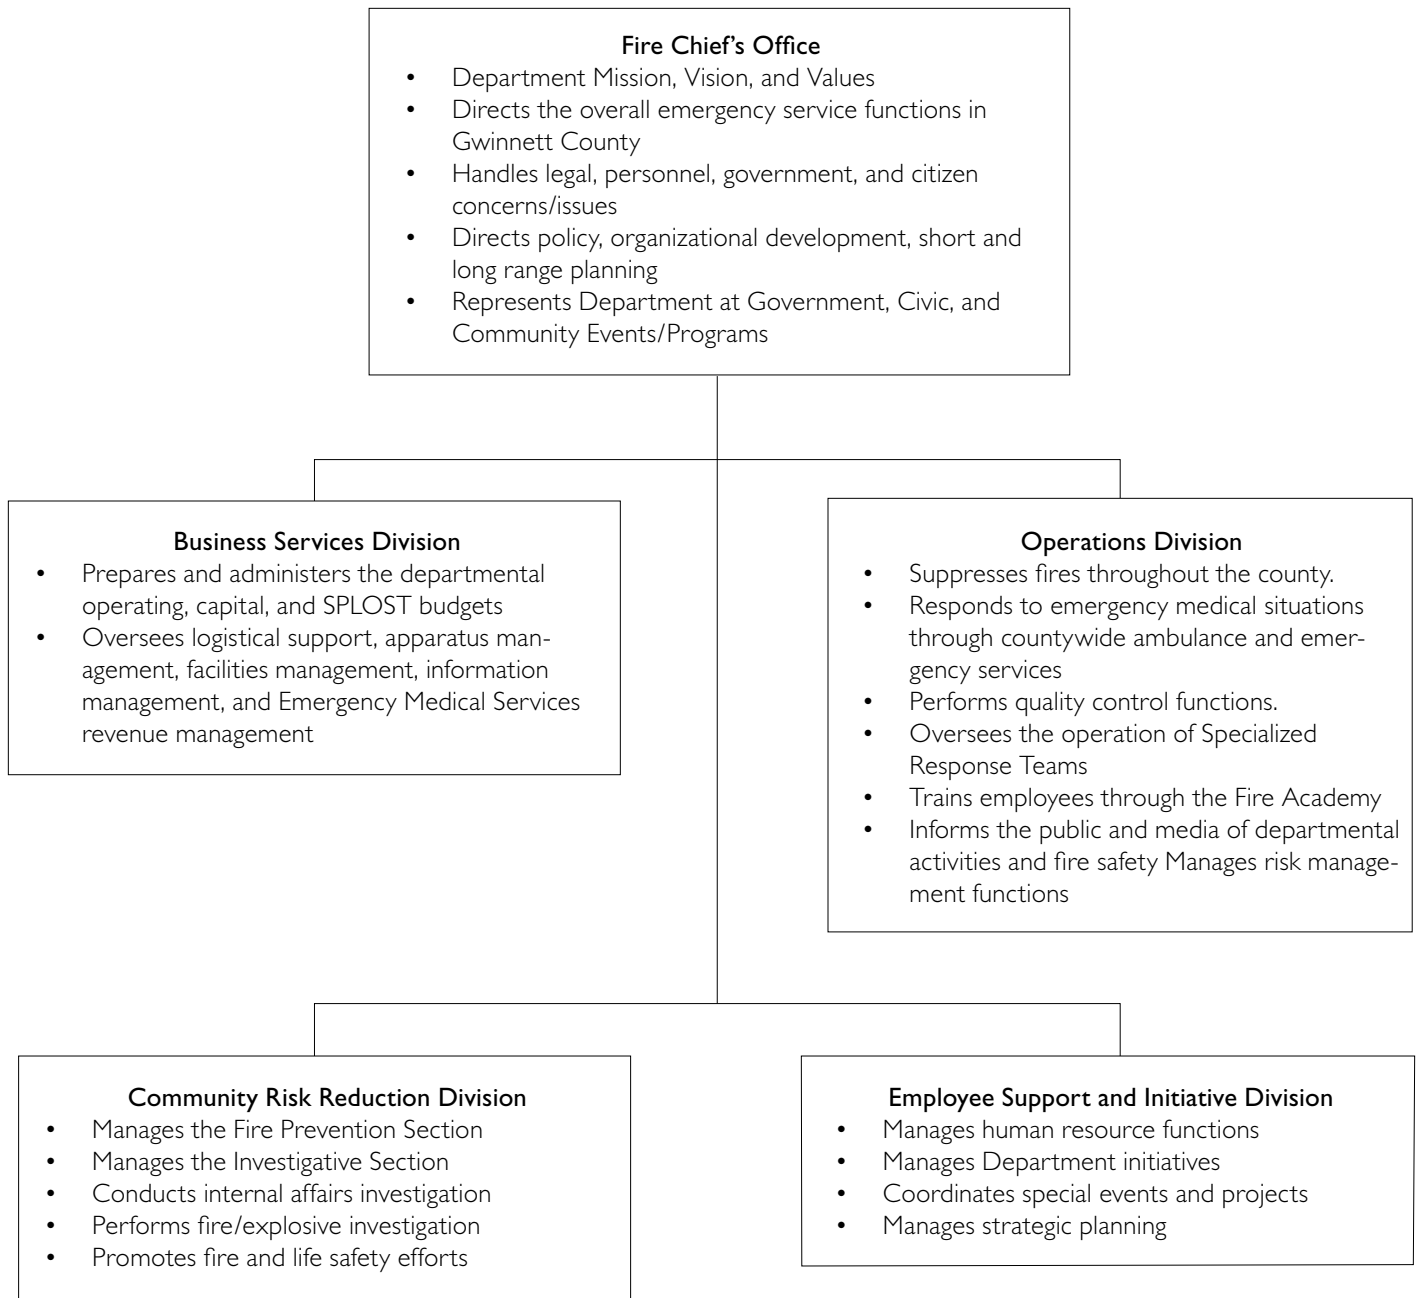 Fire Chief's Office
• Department Mission, Vision, and Values
• Directs the overall emergency service functions in
Gwinnett County
• Handles legal, personnel, government, and citizen
concerns/issues
• Directs policy, organizational development, short and
long range planning
• Represents Department at Government, Civic, and
Community Events/Programs
Business Services Division
• Prepares and administers the departmental
operating, capital, and SPLOST budgets
• Oversees logistical support, apparatus man-
agement, facilities management, information
management, and Emergency Medical Services
revenue management
Operations Division
• Suppresses fires throughout the county.
• Responds to emergency medical situations
through countywide ambulance and emer-
gency services
• Performs quality control functions.
• Oversees the operation of Specialized
Response Teams
• Trains employees through the Fire Academy
• Informs the public and media of departmental
activities and fire safety Manages risk manage-
ment functions
Community Risk Reduction Division
• Manages the Fire Prevention Section
• Manages the Investigative Section
• Conducts internal affairs investigation
• Performs fire/explosive investigation
• Promotes fire and life safety efforts
Employee Support and Initiative Division
• Manages human resource functions
• Manages Department initiatives
• Coordinates special events and projects
• Manages strategic planning